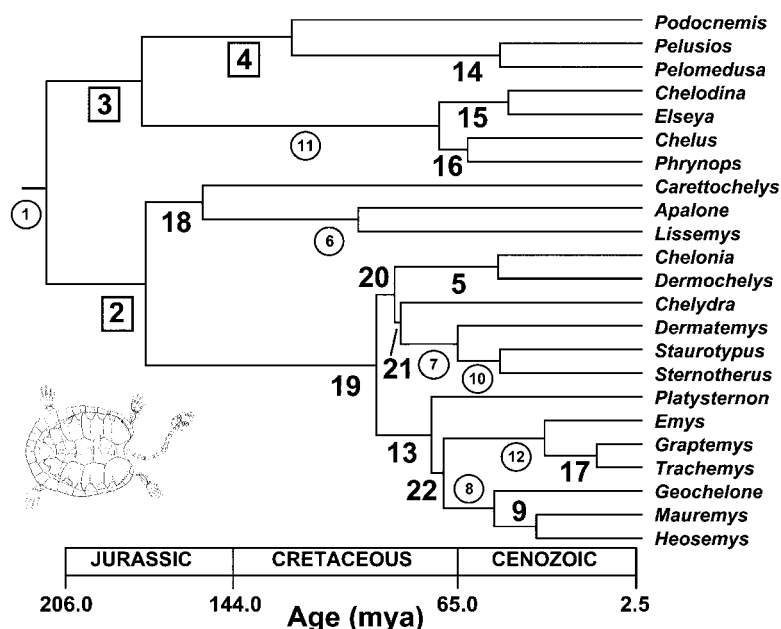 Podocnemis
4
Pelusios
14
Pelomedusa
3
Chelodina
15
Elseya
11
Chelus
16
Phrynops
1
Carettochelys
18
Apalone
6
Lissemys
Chelonia
20
5
Dermochelys
2
Chelydra
Dermatemys
7
21
Staurotypus
10
19
Sternotherus
Platysternon
13
Emys
12
Graptemys
17
Trachemys
22
8
Geochelone
9
Mauremys
Heosemys
JURASSIC CRETACEOUS CENOZOIC
206.0 144.0 65.0 2.5
Age (mya)